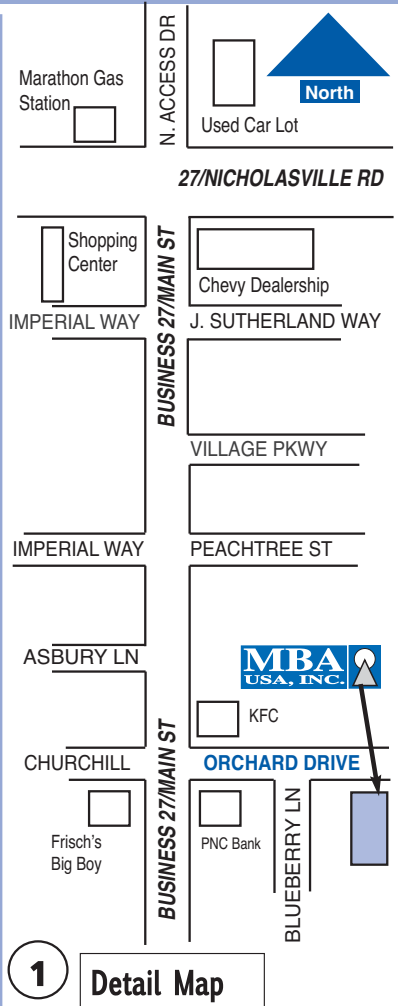 Marathon Gas
Station
N. ACCESS DR
Used Car Lot
North
27/NICHOLASVILLE RD
Shopping
Center
BUSINESS 27/MAIN ST
Chevy Dealership
IMPERIAL WAY
J. SUTHERLAND WAY
VILLAGE PKWY
IMPERIAL WAY
PEACHTREE ST
ASBURY LN
MBA
USA, INC.
KFC
CHURCHILL
BUSINESS 27/MAIN ST
ORCHARD DRIVE
Frisch's
Big Boy
PNC Bank
BLUEBERRY LN
1
Detail Map